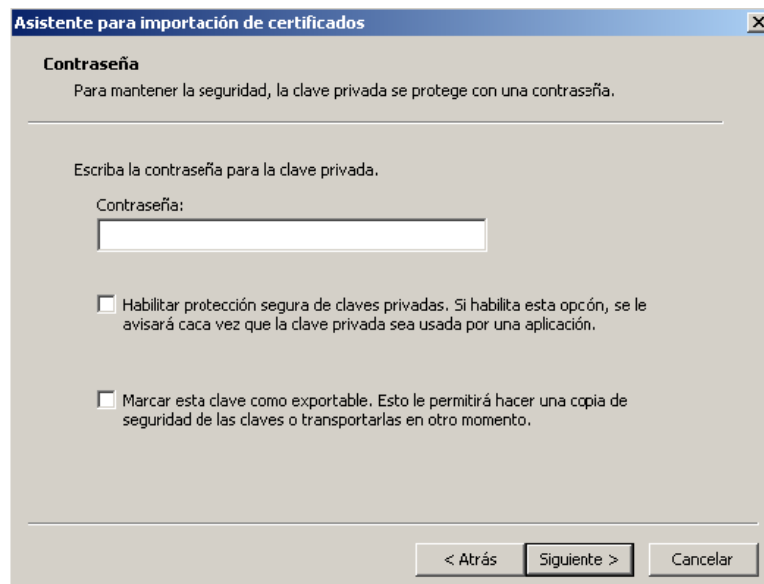 Asistente para importación de certificados
Contraseña
Para mantener la seguridad, la clave privada se protege con una contraseña.
Escriba la contraseña para la clave privada.
Contraseña:
Habilitar protección segura de claves privadas. Si habilita esta opcón, se le
avisará caca vez que la clave privada sea usada por una aplicación.
Marcar esta clave como exportable. Esto le permitirá hacer una copia de
seguridad de las claves o transportarlas en otro momento.
< Atrás Siguiente > Cancelar